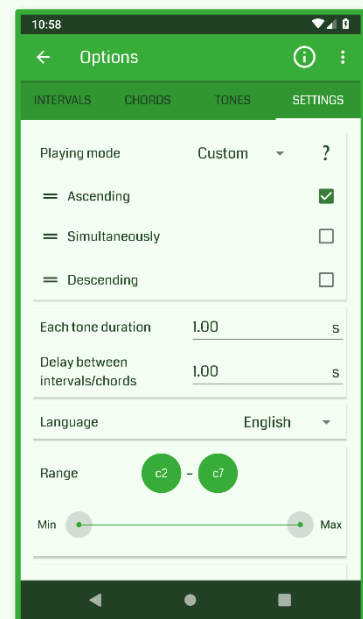 10:58
Options
INTERVALS CHORDS TONES SETTINGS
Playing mode Custom ?
Ascending
Simultaneously
Descending
Each tone duration 1.00 s
Delay between
intervals/chords 1.00 s
Language English
Range c2 - c7
Min Max